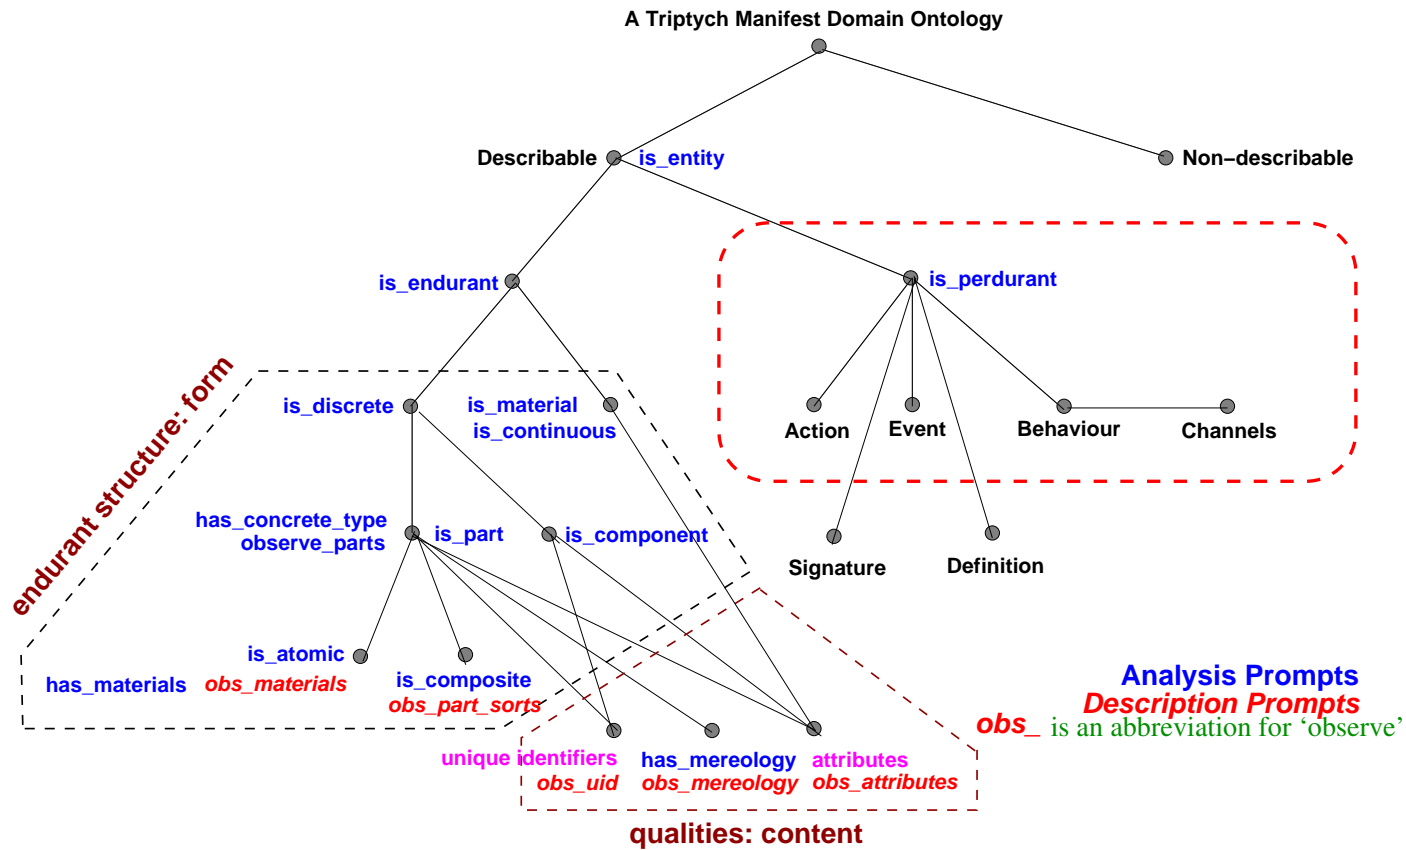 A Triptych Manifest Domain Ontology
Describable
is_entity
Non−describable
is_endurant
is_perdurant
endurant structure: form
is_discrete
is_material
is_continuous
Action
Event
Behaviour
Channels
has_concrete_type
observe_parts
is_part
is_component
Signature
Definition
is_atomic
has_materials
obs_materials
is_composite
obs_part_sorts
Analysis Prompts
Description Prompts
obs_ is an abbreviation for ‘observe’
unique identifiers
obs_uid
has_mereology
obs_mereology
attributes
obs_attributes
qualities: content